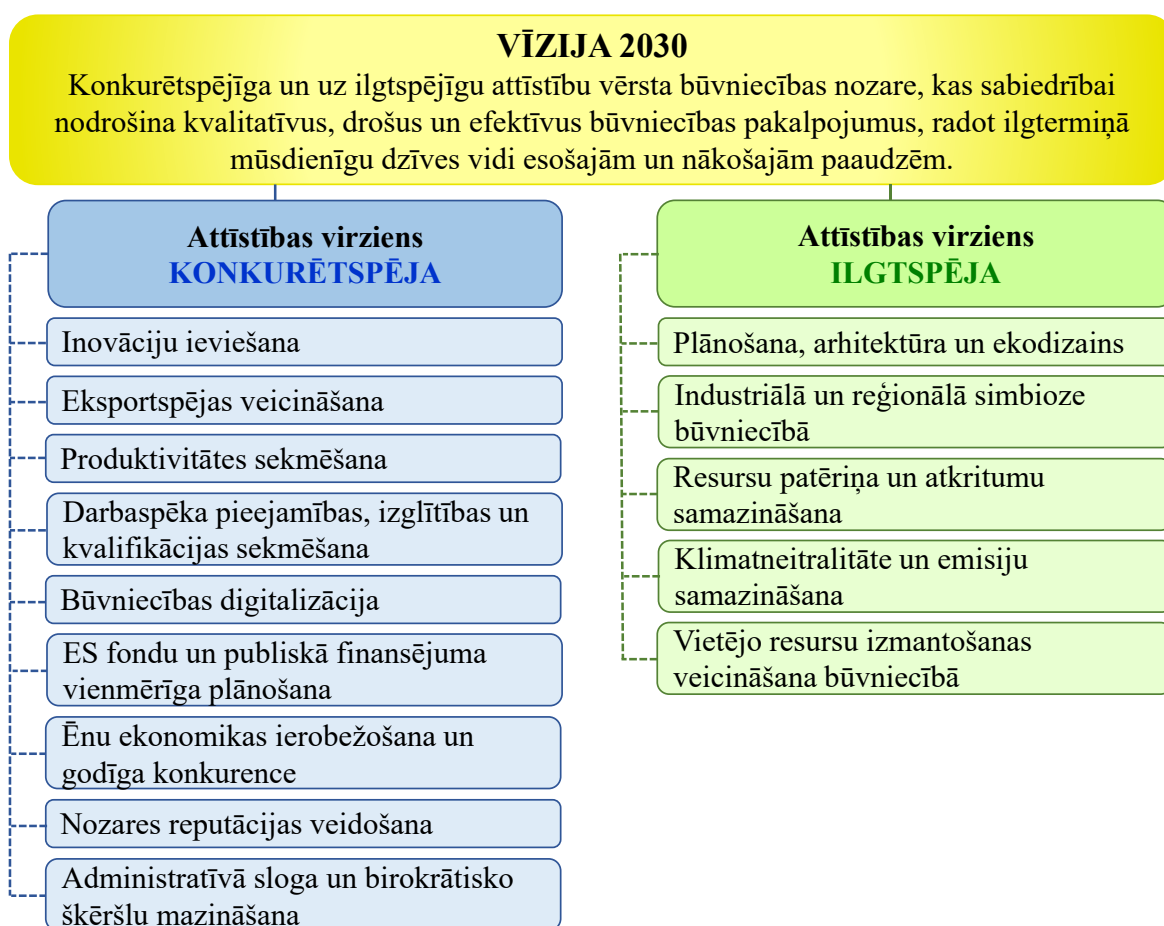 VĪZIJA 2030
Konkurētspējīga un uz ilgtspējīgu attīstību vērsta būvniecības nozare, kas sabiedrībai
nodrošina kvalitatīvus, drošus un efektīvus būvniecības pakalpojumus, radot ilgtermiņā
mūsdienīgu dzīves vidi esošajām un nākošajām paaudzēm.
Attīstības virziens
KONKURĒTSPĒJA
Inovāciju ieviešana
Eksportspējas veicināšana
Produktivitātes sekmēšana
Darbaspēka pieejamības, izglītības un
kvalifikācijas sekmēšana
Būvniecības digitalizācija
ES fondu un publiskā finansējuma
vienmērīga plānošana
Ēnu ekonomikas ierobežošana un
godīga konkurence
Nozares reputācijas veidošana
Administratīvā sloga un birokrātisko
šķēršļu mazināšana
Attīstības virziens
ILGTSPĒJA
Plānošana, arhitektūra un ekodizains
Industriālā un reģionālā simbioze
būvniecībā
Resursu patēriņa un atkritumu
samazināšana
Klimatneitralitāte un emisiju
samazināšana
Vietējo resursu izmantošanas
veicināšana būvniecībā